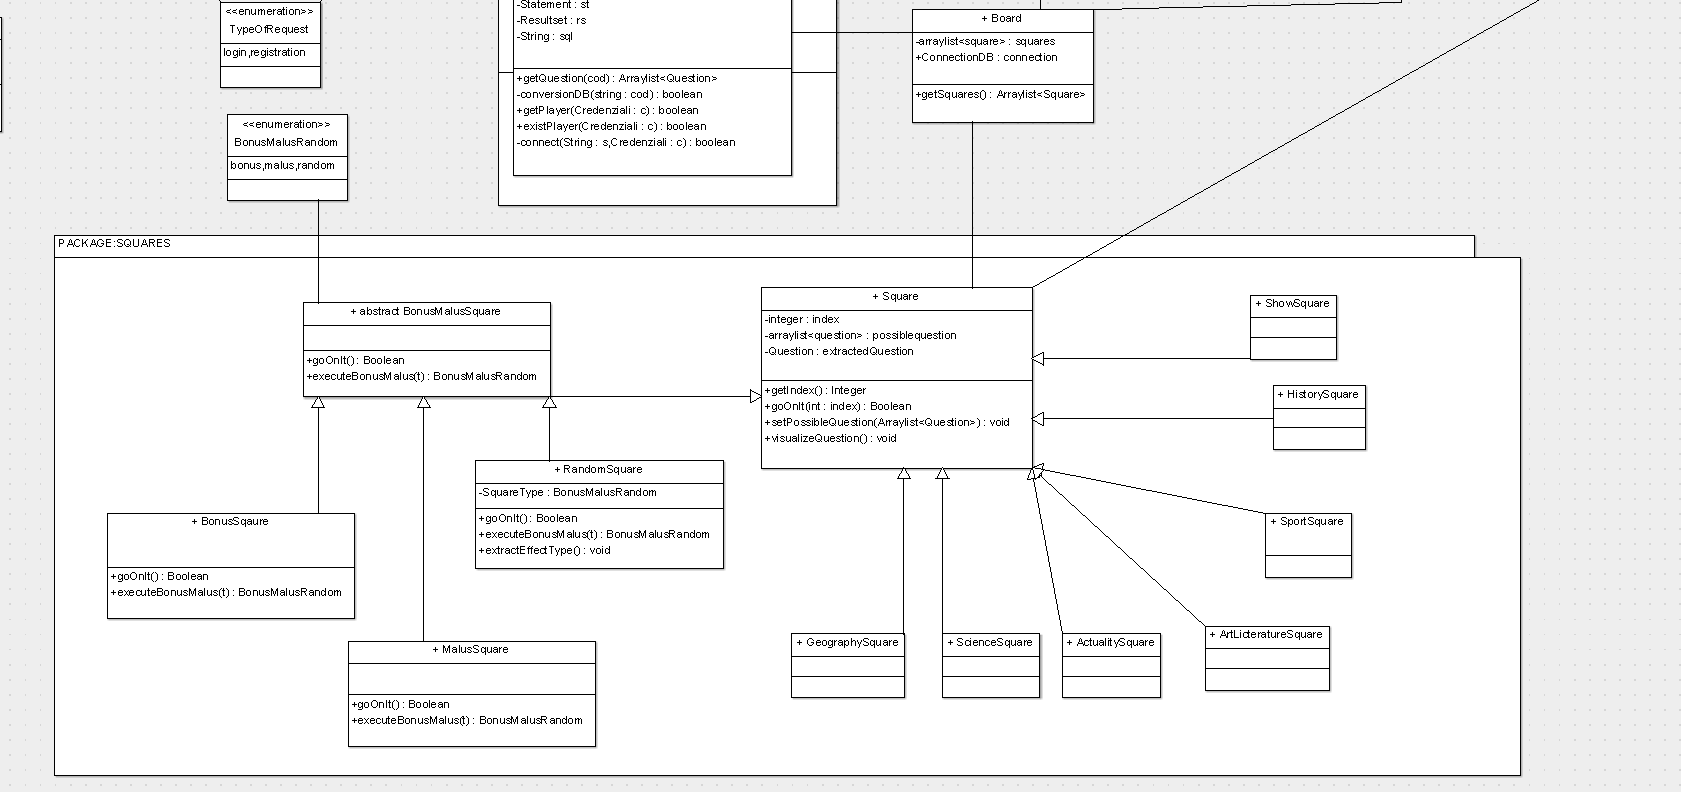 <<enumeration>>
TypeOfRequest
login,registration
<<enumeration>>
BonusMalusRandom
bonus,malus,random
-Statement : st
-Resultset : rs
-String : sql
+getQuestion(cod) : Arraylist<Question>
-conversionDB(string : cod) : boolean
+getPlayer(Credenziali : c) : boolean
+existPlayer(Credenziali : c) : boolean
-connect(String : s,Credenziali : c) : boolean
+ Board
-arraylist<square> : squares
+ConnectionDB : connection
+getSquares() : Arraylist<Square>
PACKAGE:SQUARES
+ abstract BonusMalusSquare
+goOnIt() : Boolean
+executeBonusMalus(t) : BonusMalusRandom
+ Square
-integer : index
-arraylist<question> : possiblequestion
-Question : extractedQuestion
+getIndex() : Integer
+goOnIt(int : index) : Boolean
+setPossibleQuestion(Arraylist<Question>) : void
+visualizeQuestion() : void
+ ShowSquare
+ HistorySquare
+ RandomSquare
-SquareType : BonusMalusRandom
+goOnIt() : Boolean
+executeBonusMalus(t) : BonusMalusRandom
+extractEffectType() : void
+ BonusSqaure
+goOnIt() : Boolean
+executeBonusMalus(t) : BonusMalusRandom
+ SportSquare
+ MalusSquare
+goOnIt() : Boolean
+executeBonusMalus(t) : BonusMalusRandom
+ GeographySquare
+ ScienceSquare
+ ActualitySquare
+ ArtLicteratureSquare